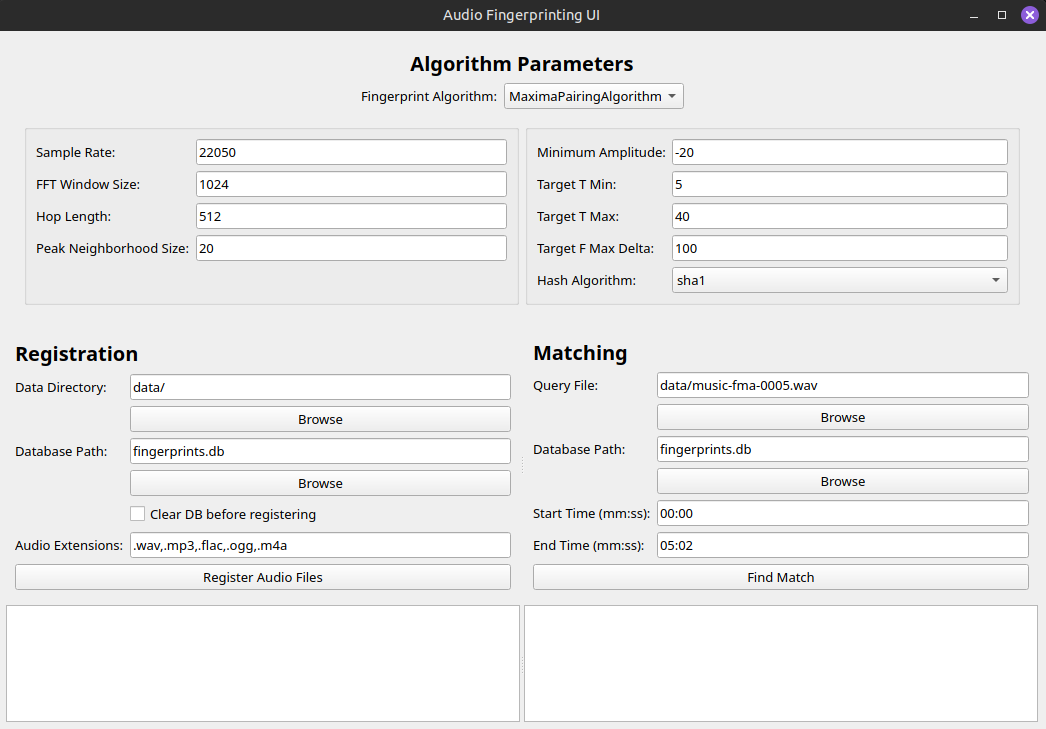 Audio Fingerprinting UI
Algorithm Parameters
Fingerprint Algorithm: MaximaPairingAlgorithm
Sample Rate: 22050
FFT Window Size: 1024
Hop Length: 512
Peak Neighborhood Size: 20
Minimum Amplitude: -20
Target T Min: 5
Target T Max: 40
Target F Max Delta: 100
Hash Algorithm: sha1
Registration
Data Directory: data/
Browse
Database Path: fingerprints.db
Browse
Clear DB before registering
Audio Extensions: .wav,.mp3,.flac,.ogg,.m4a
Register Audio Files
Matching
Query File: data/music-fma-0005.wav
Browse
Database Path: fingerprints.db
Browse
Start Time (mm:ss): 00:00
End Time (mm:ss): 05:02
Find Match